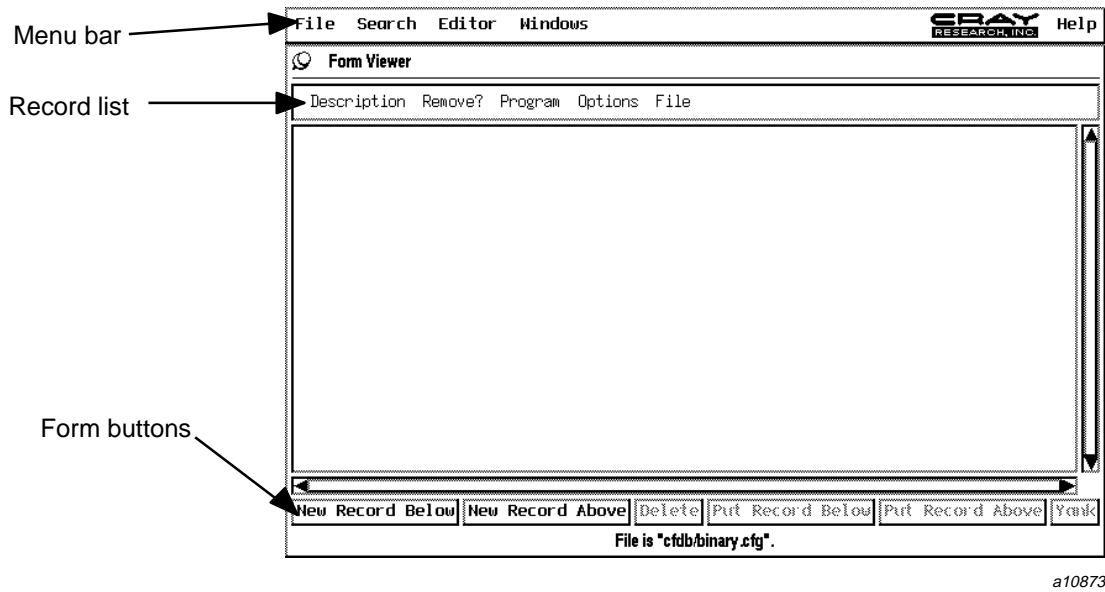 Menu bar
File Search Editor Windows CRAY RESEARCH, INC. Help
Form Viewer
Record list
Description Remove? Program Options File
Form buttons
New Record Below New Record Above Delete Put Record Below Put Record Above Yank
File is "cfdb/binary.cfg".
a10873